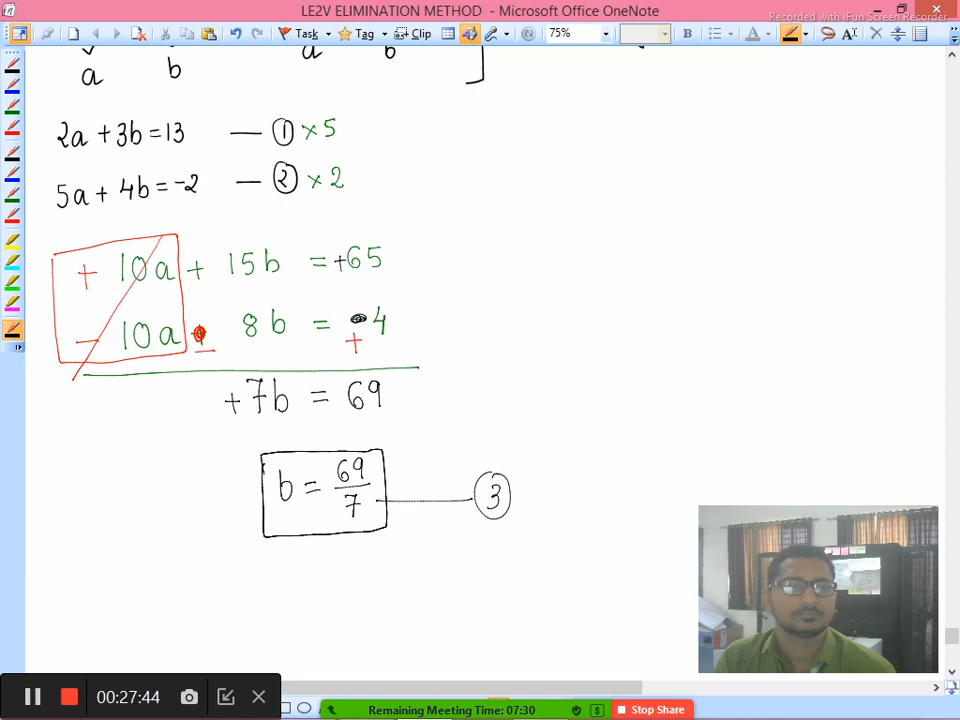 LE2V ELIMINATION METHOD - Microsoft Office OneNote
Recorded with iFun Screen Recorder
Task Tag Clip 75% B A A
a b
a b
2a + 3b = 13 — ① × 5
5a + 4b = -2 — ② × 2
+ 10a + 15b = +65
- 10a 8b = - 4
- +
+7b = 69
b = 69/7 — ③
00:27:44
Remaining Meeting Time: 07:30 Stop Share